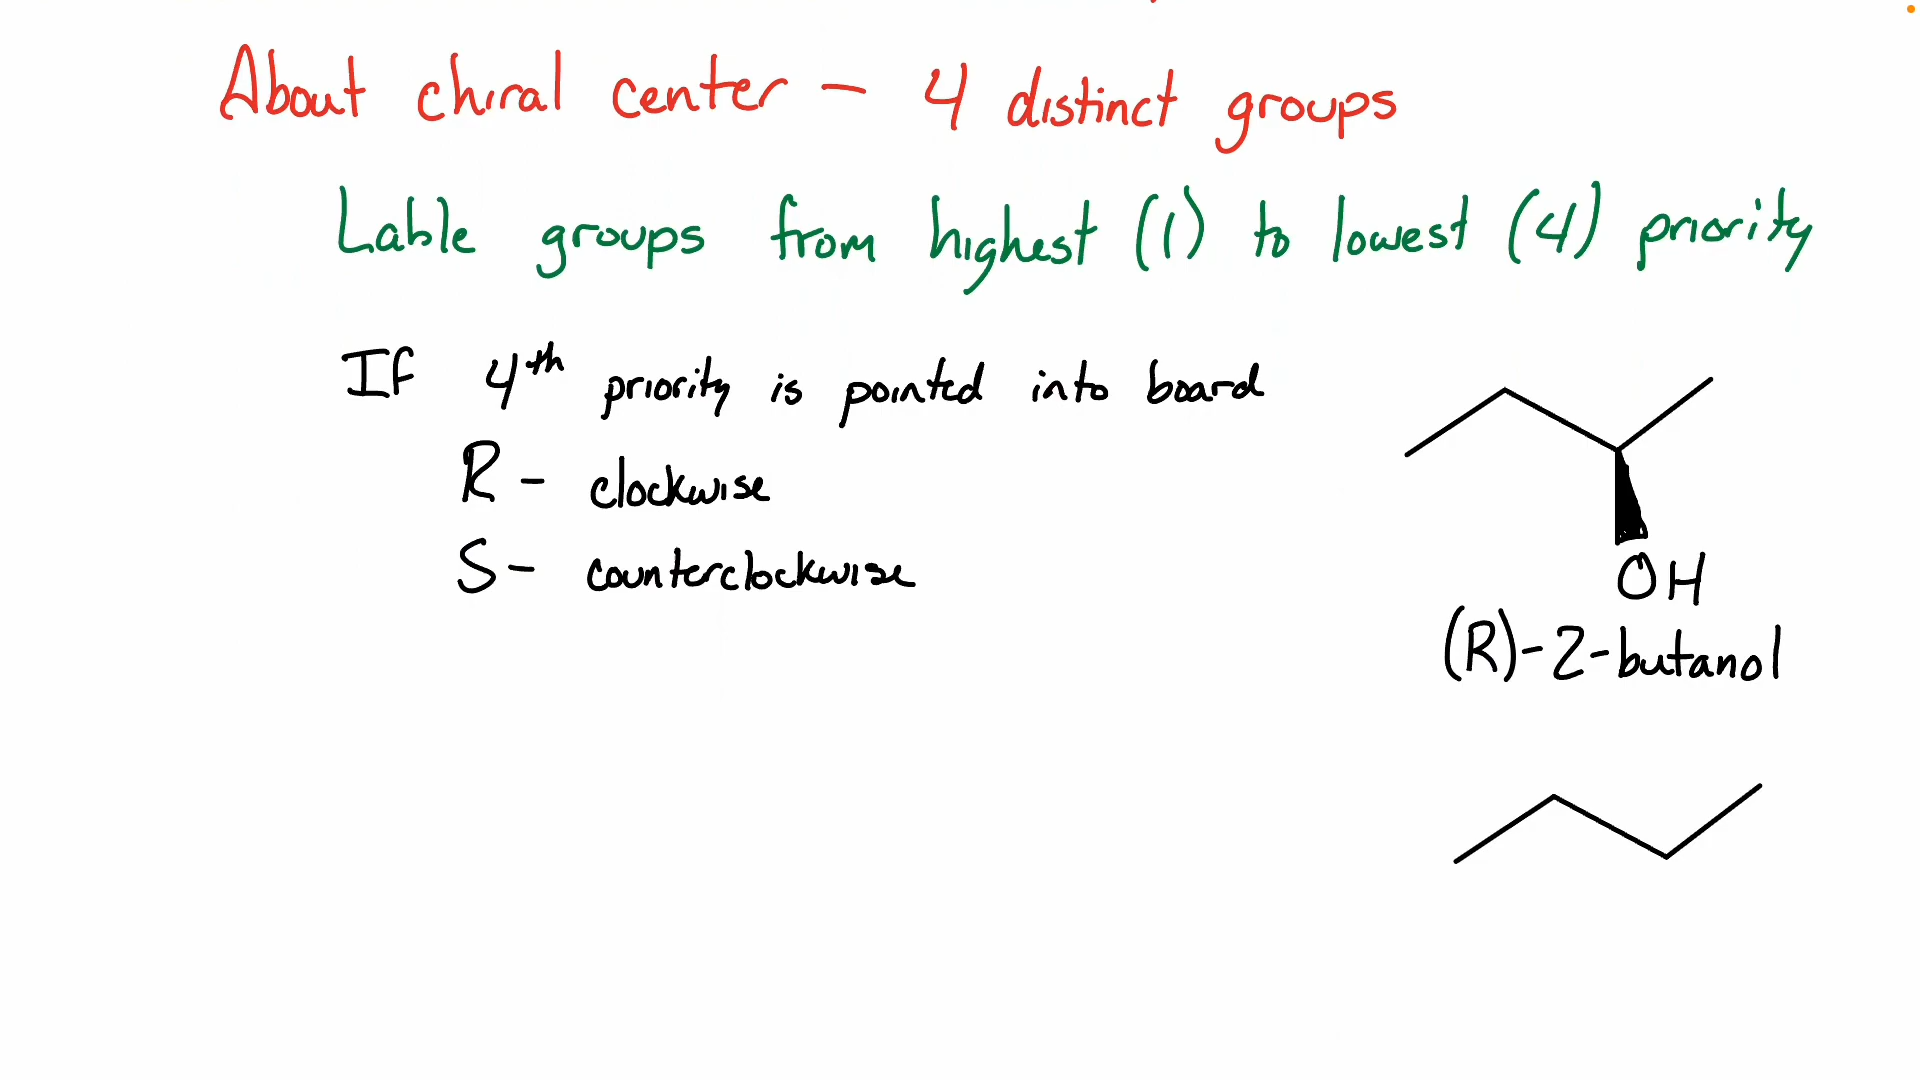 About chiral center – 4 distinct groups
Lable groups from highest (1) to lowest (4) priority
If 4th priority is pointed into board
R - clockwise
S - counterclockwise
OH
(R)-2-butanol